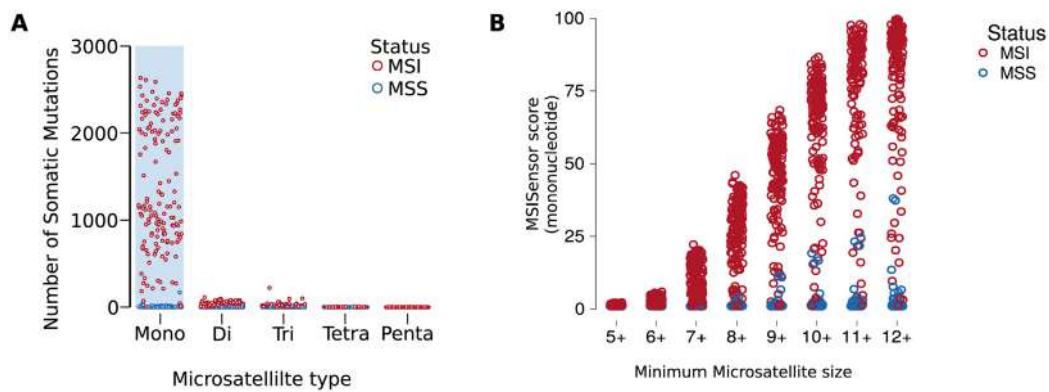 A
Number of Somatic Mutations
3000
2000
1000
0
Mono Di Tri Tetra Penta
Microsatellilte type
Status
MSI
MSS
B
MSISensor score
(mononucleotide)
100
75
50
25
0
5+ 6+ 7+ 8+ 9+ 10+ 11+ 12+
Minimum Microsatellite size
Status
MSI
MSS